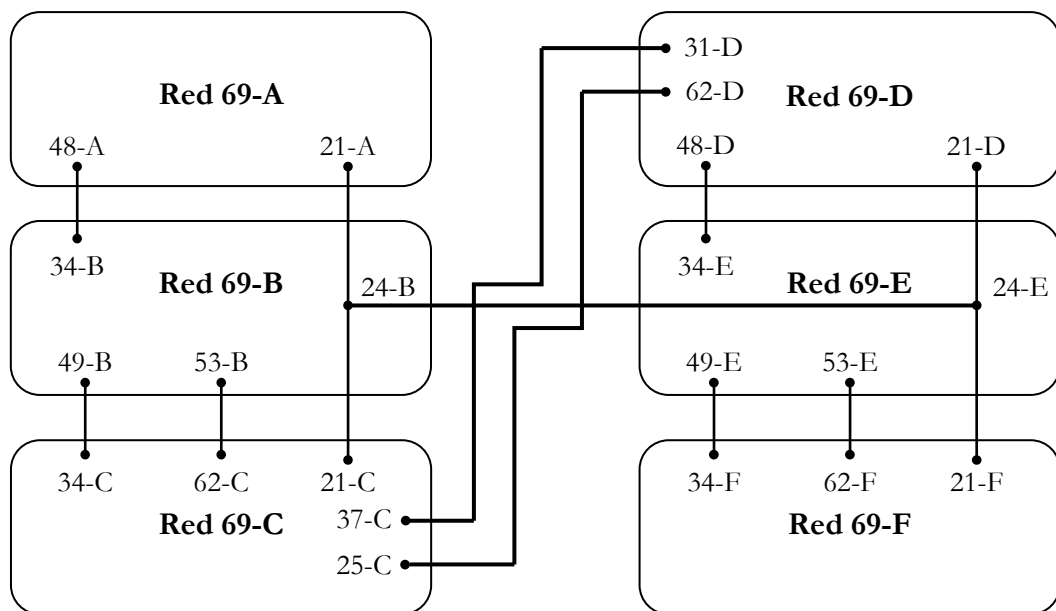 Red 69-A
48-A
21-A
34-B
Red 69-B
24-B
49-B
53-B
34-C
62-C
21-C
Red 69-C
37-C
25-C
31-D
62-D
Red 69-D
48-D
21-D
34-E
Red 69-E
24-E
49-E
53-E
34-F
62-F
21-F
Red 69-F